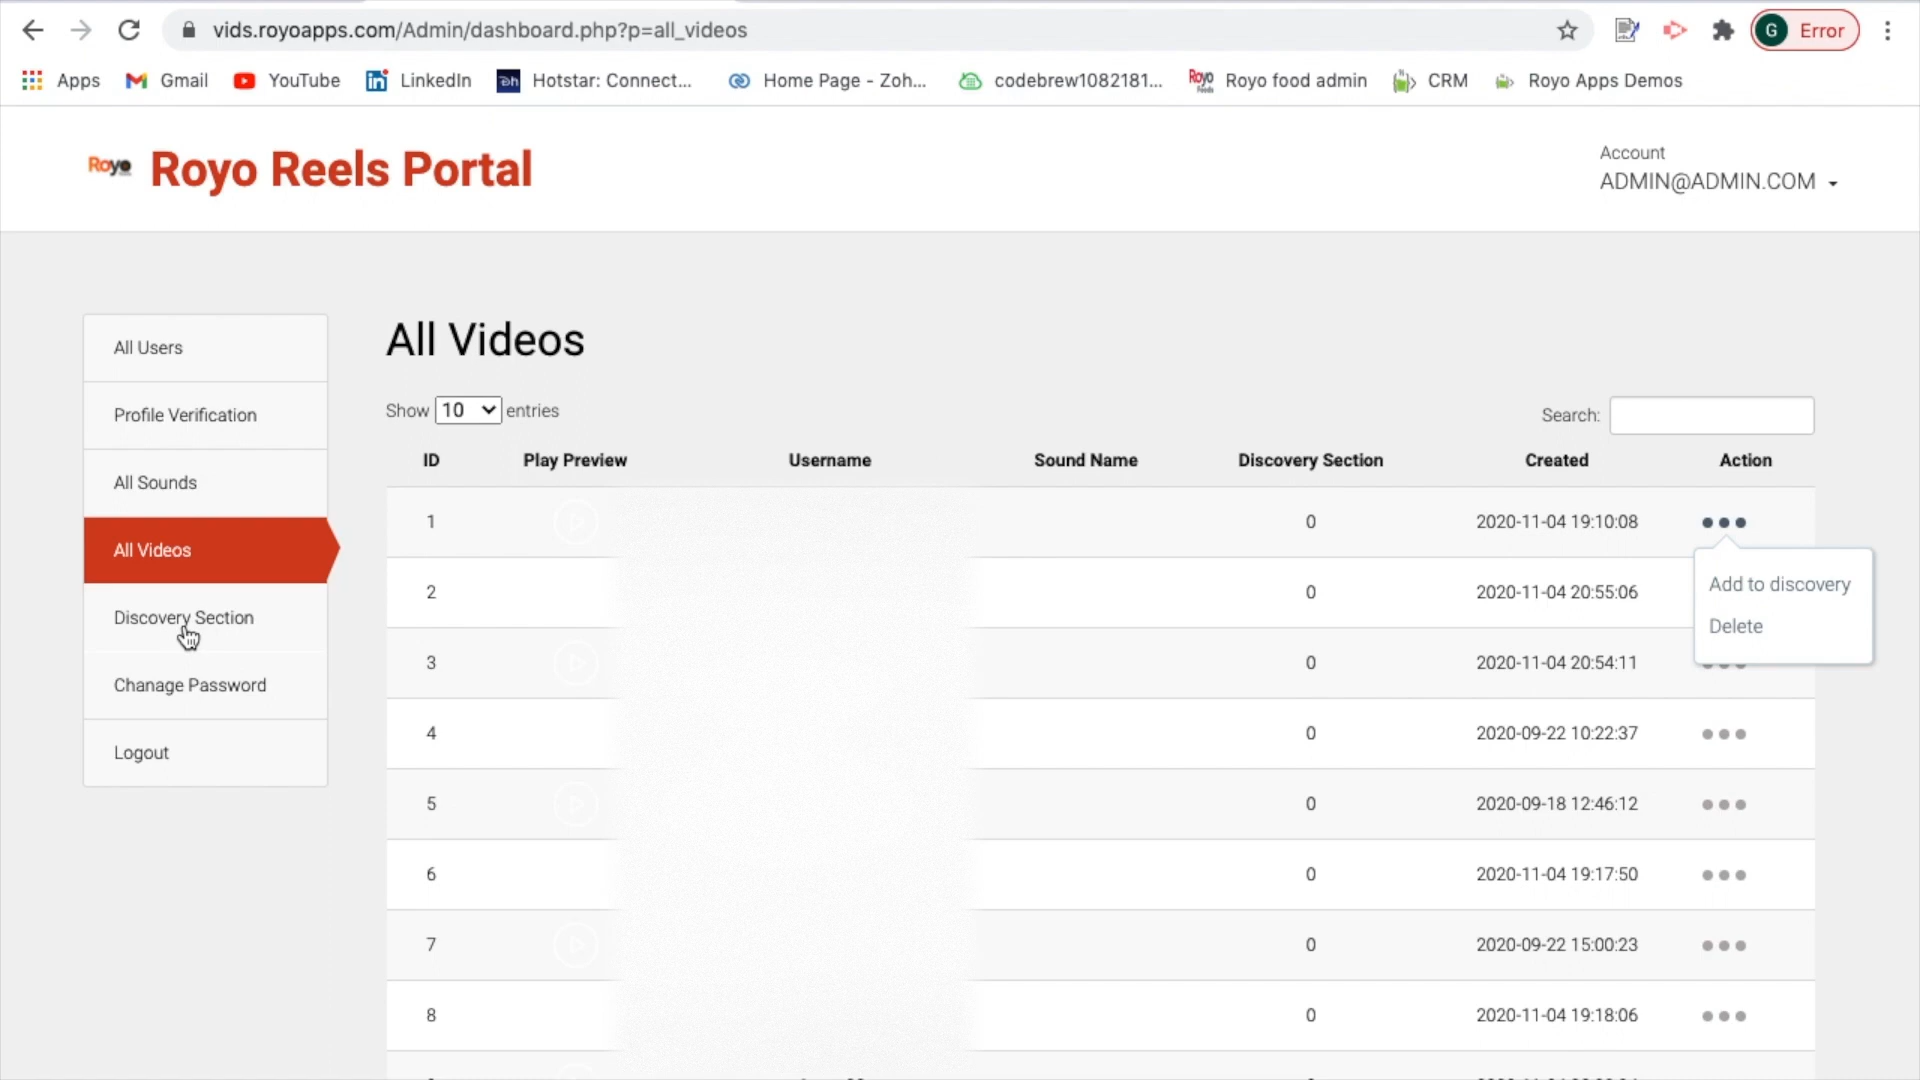 vids.royoapps.com/Admin/dashboard.php?p=all_videos
G Error
Apps Gmail YouTube LinkedIn Hotstar: Connect... Home Page - Zoh... codebrew1082181... Royo food admin CRM Royo Apps Demos
Royo Royo Reels Portal
Account
ADMIN@ADMIN.COM
All Users
Profile Verification
All Sounds
All Videos
Discovery Section
Chanage Password
Logout
All Videos
Show 10 entries
Search:
ID Play Preview Username Sound Name Discovery Section Created Action
1 0 2020-11-04 19:10:08
Add to discovery
Delete
2 0 2020-11-04 20:55:06
3 0 2020-11-04 20:54:11
4 0 2020-09-22 10:22:37
5 0 2020-09-18 12:46:12
6 0 2020-11-04 19:17:50
7 0 2020-09-22 15:00:23
8 0 2020-11-04 19:18:06